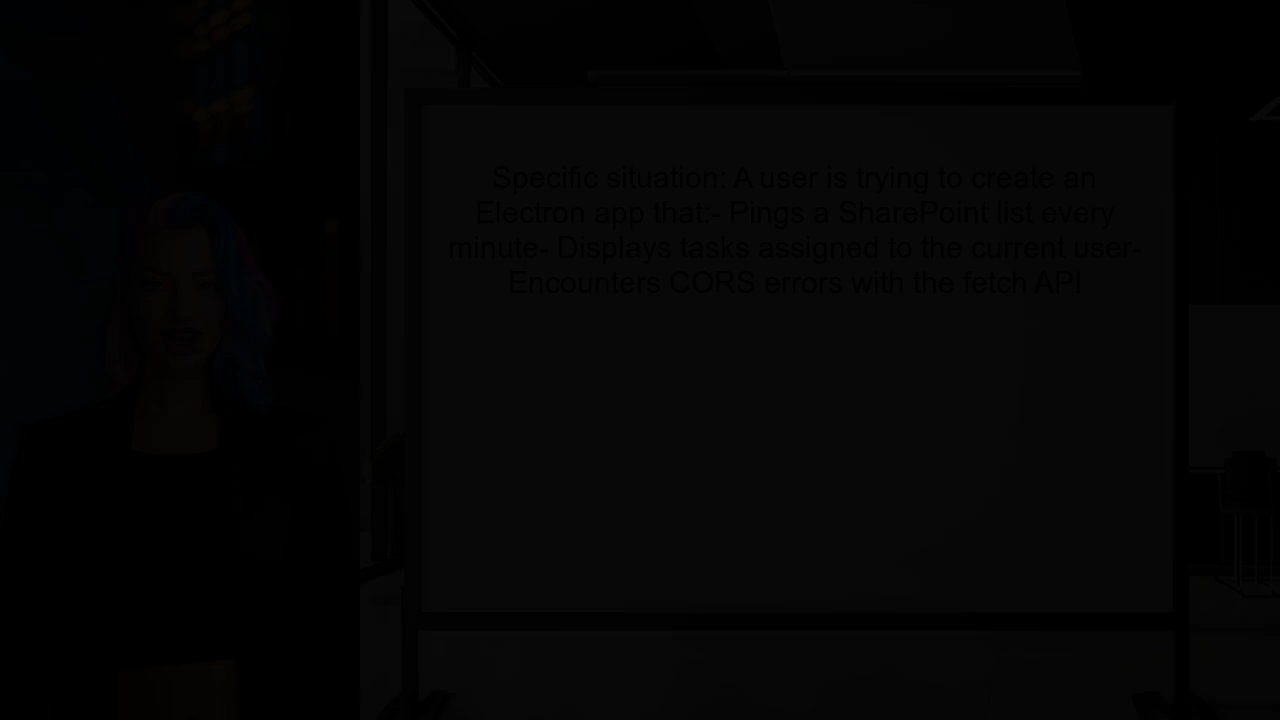 Specific situation: A user is trying to create an
Electron app that:- Pings a SharePoint list every
minute- Displays tasks assigned to the current user-
Encounters CORS errors with the fetch API